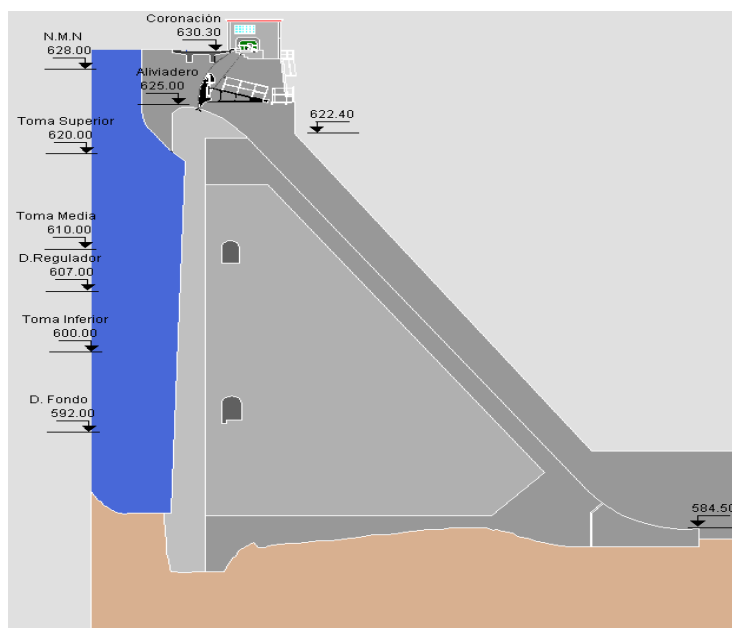 Coronación
630.30
N.M.N
628.00
Aliviadero
625.00
622.40
Toma Superior
620.00
Toma Media
610.00
D.Regulador
607.00
Toma Inferior
600.00
D. Fondo
592.00
584.50